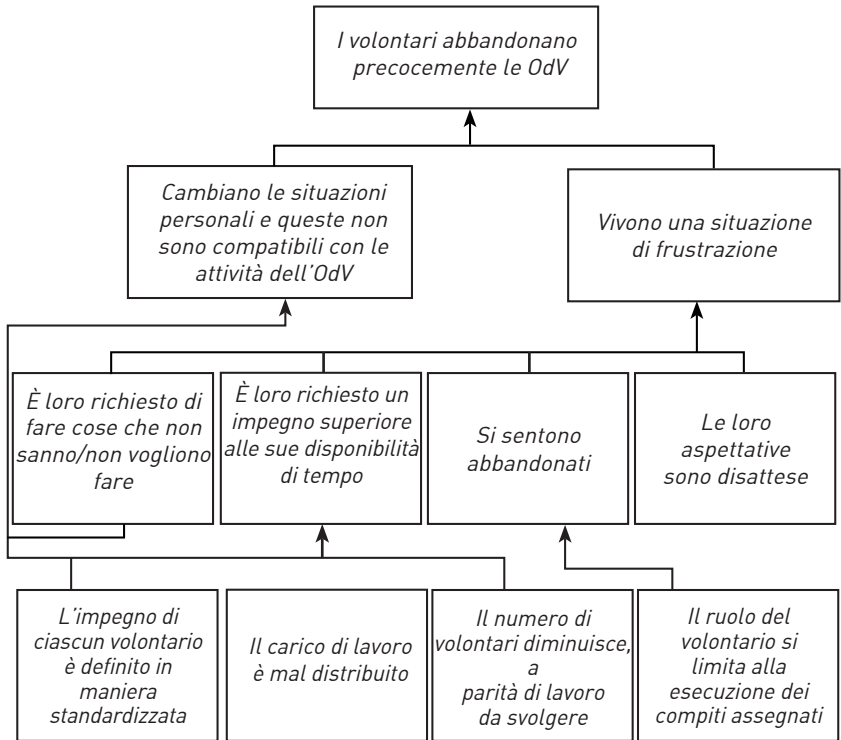 I volontari abbandonano
precocemente le OdV
Cambiano le situazioni
personali e queste non
sono compatibili con le
attività dell'OdV
Vivono una situazione
di frustrazione
È loro richiesto di
fare cose che non
sanno/non vogliono
fare
È loro richiesto un
impegno superiore
alle sue disponibilità
di tempo
Si sentono
abbandonati
Le loro
aspettative
sono disattese
L'impegno di
ciascun volontario
è definito in
maniera
standardizzata
Il carico di lavoro
è mal distribuito
Il numero di
volontari diminuisce,
a
parità di lavoro
da svolgere
Il ruolo del
volontario si
limita alla
esecuzione dei
compiti assegnati